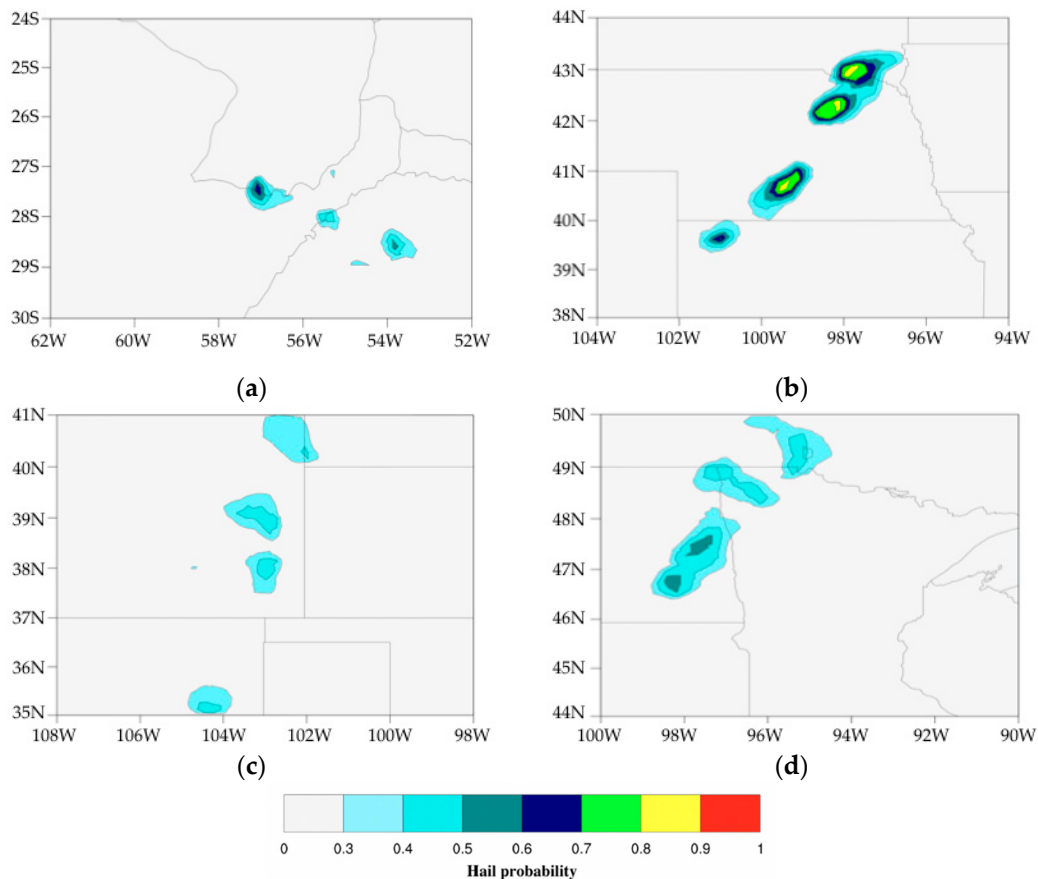 24S
25S
26S
27S
28S
29S
30S
62W 60W 58W 56W 54W 52W
(a)
44N
43N
42N
41N
40N
39N
38N
104W 102W 100W 98W 96W 94W
(b)
41N
40N
39N
38N
37N
36N
35N
108W 106W 104W 102W 100W 98W
(c)
50N
49N
48N
47N
46N
45N
44N
100W 98W 96W 94W 92W 90W
(d)
0 0.3 0.4 0.5 0.6 0.7 0.8 0.9 1
Hail probability